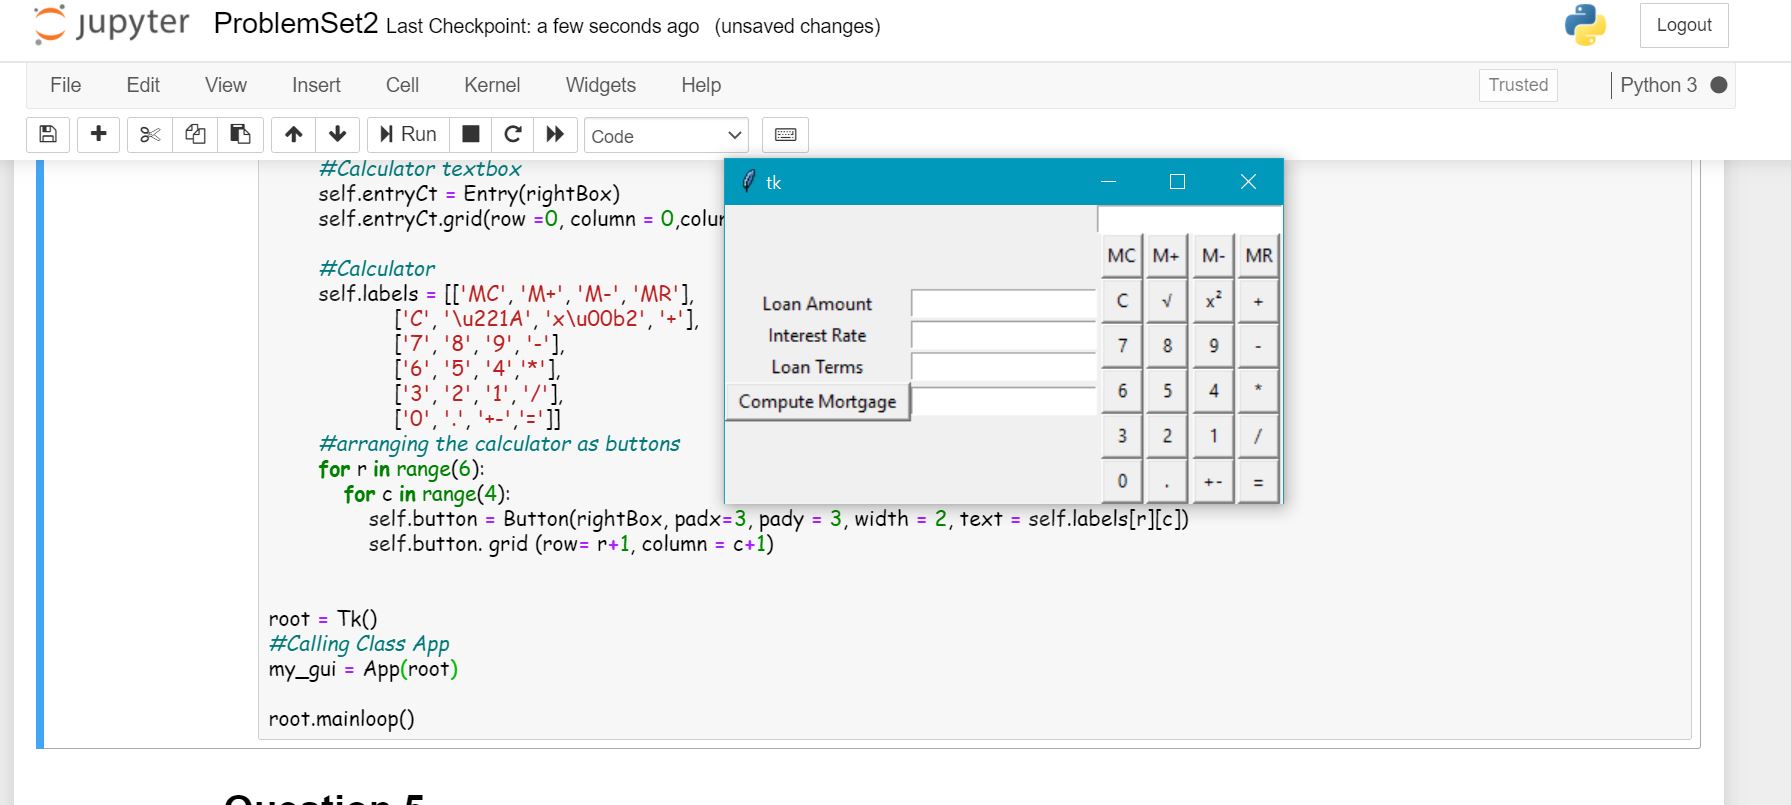 jupyter ProblemSet2 Last Checkpoint: a few seconds ago (unsaved changes) Logout
File Edit View Insert Cell Kernel Widgets Help Trusted Python 3
Run Code
#Calculator textbox
self.entryCt = Entry(rightBox)
self.entryCt.grid(row =0, column = 0,colu
#Calculator
self.labels = [['MC', 'M+', 'M-', 'MR'],
['C', '\u221A', 'x\u00b2', '+'],
['7', '8', '9', '-'],
['6', '5', '4','*'],
['3', '2', '1', '/'],
['0', '.', '+-','=']]
#arranging the calculator as buttons
for r in range(6):
for c in range(4):
self.button = Button(rightBox, padx=3, pady = 3, width = 2, text = self.labels[r][c])
self.button. grid (row= r+1, column = c+1)
root = Tk()
#Calling Class App
my_gui = App(root)
root.mainloop()
tk
Loan Amount
Interest Rate
Loan Terms
Compute Mortgage
MC M+ M- MR
C √ x² +
7 8 9 -
6 5 4 *
3 2 1 /
0 . +- =
Question 5